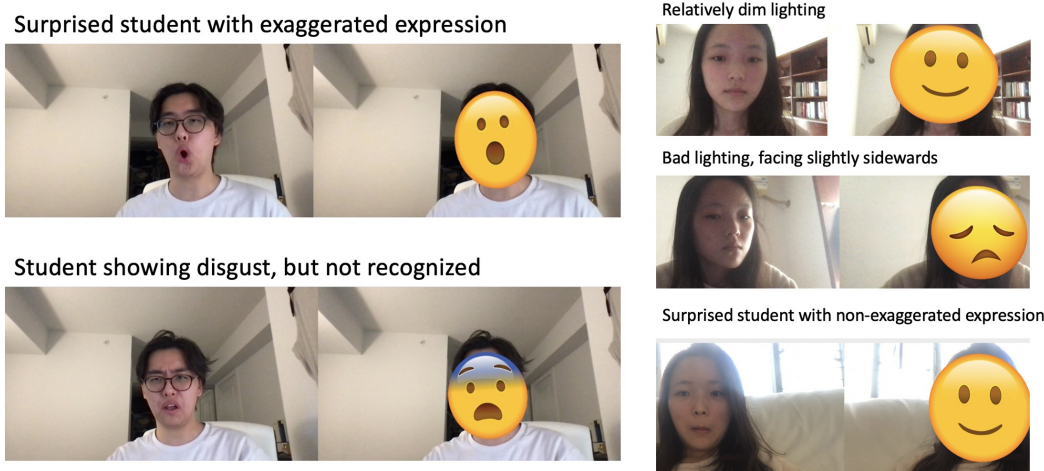 Surprised student with exaggerated expression
Student showing disgust, but not recognized
Relatively dim lighting
Bad lighting, facing slightly sidewards
Surprised student with non-exaggerated expression